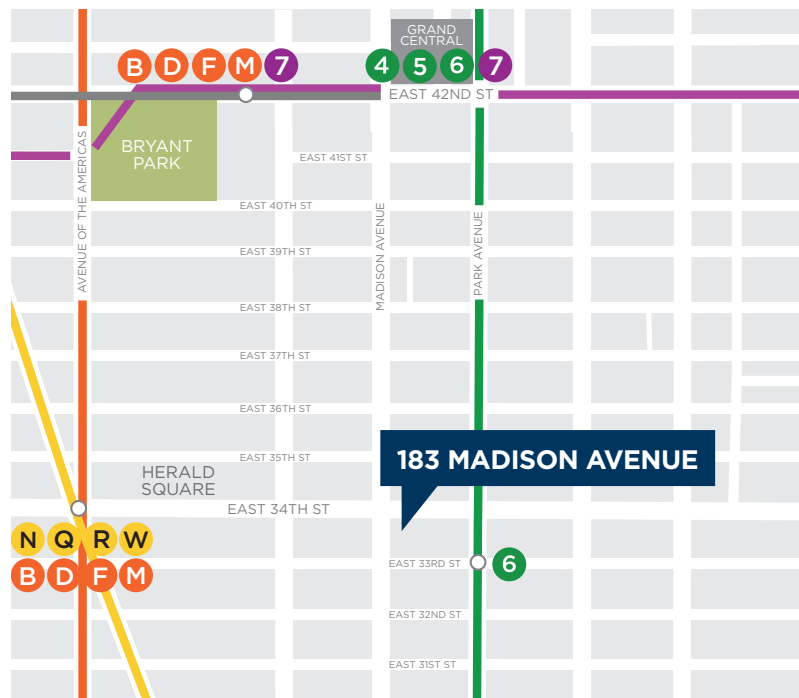 GRAND
CENTRAL
B D F M 7
4 5 6 7
EAST 42ND ST
BRYANT
PARK
AVENUE OF THE AMERICAS
EAST 41ST ST
EAST 40TH ST
MADISON AVENUE
PARK AVENUE
EAST 39TH ST
EAST 38TH ST
EAST 37TH ST
EAST 36TH ST
EAST 35TH ST
183 MADISON AVENUE
HERALD
SQUARE
EAST 34TH ST
N Q R W
B D F M
EAST 33RD ST
6
EAST 32ND ST
EAST 31ST ST